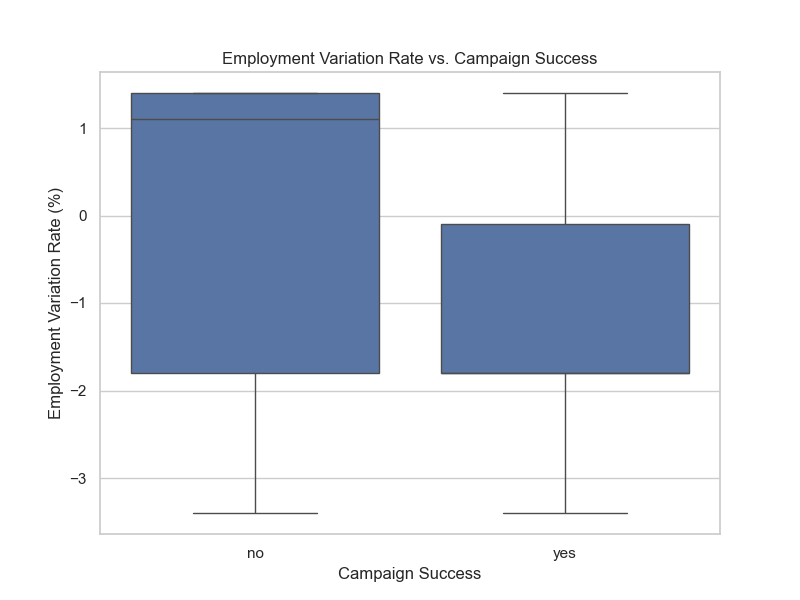 Employment Variation Rate vs. Campaign Success
Employment Variation Rate (%)
1
0
−1
−2
−3
no yes
Campaign Success